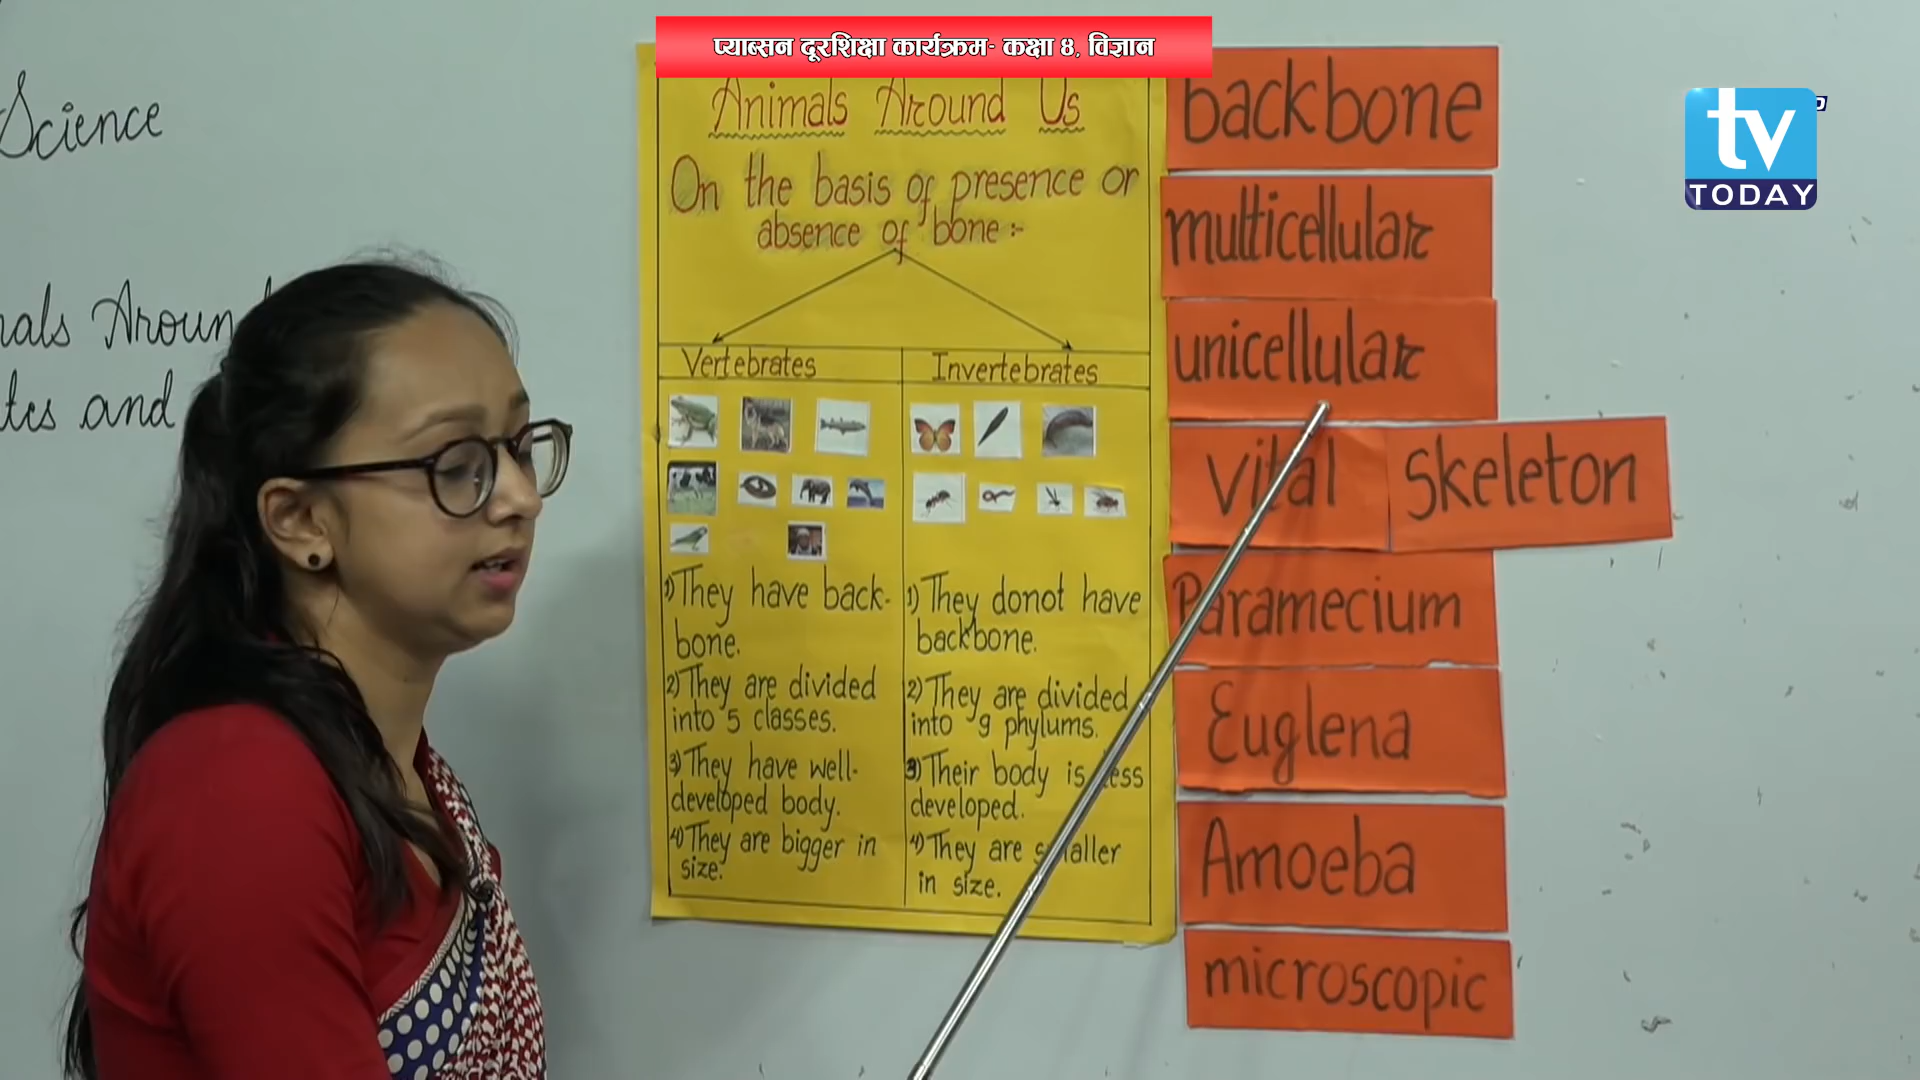 प्याब्सन दूरशिक्षा कार्यक्रम- कक्षा ४, विज्ञान
tv
TODAY
Science
Animals Around Us
On the basis of presence or
absence of bone :-
Vertebrates
1) They have back-
bone.
2) They are divided
into 5 classes.
3) They have well-
developed body.
4) They are bigger in
size.
Invertebrates
1) They donot have
backbone.
2) They are divided
into 9 phylums.
3) Their body is less
developed.
4) They are smaller
in size.
backbone
multicellular
unicellular
vital
Skeleton
Paramecium
Euglena
Amoeba
microscopic
and